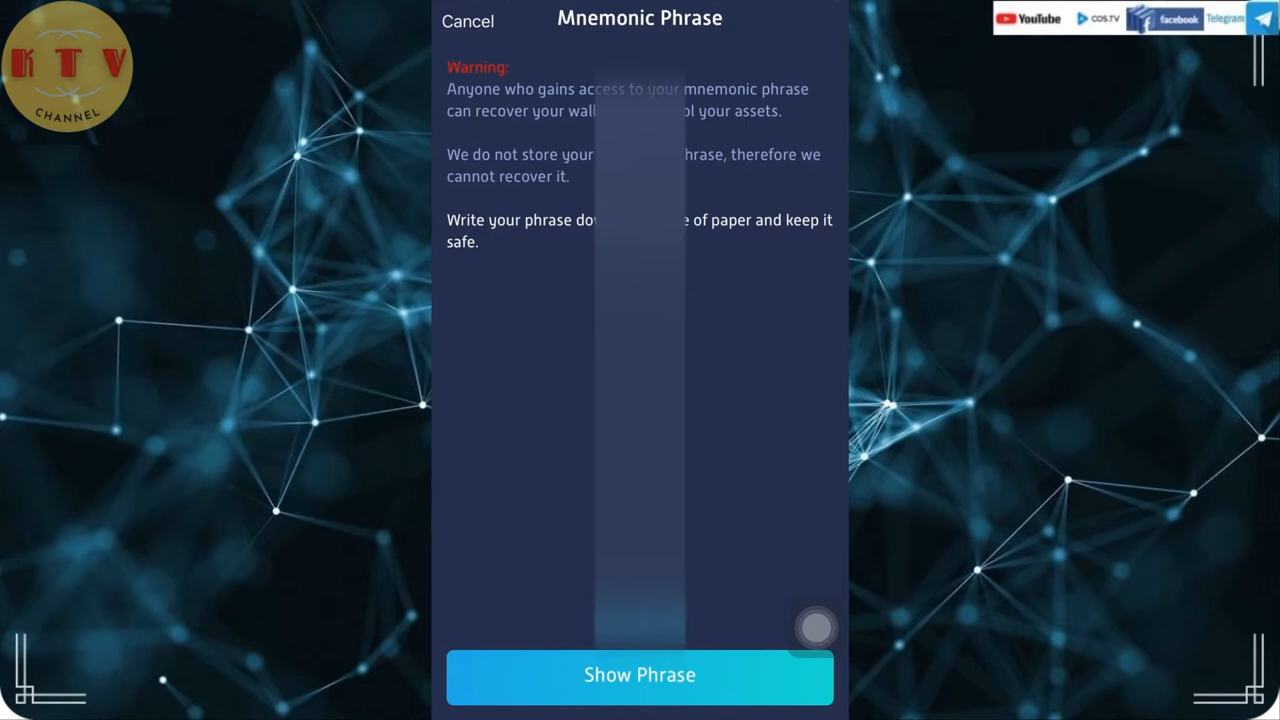 KTV
CHANNEL
Cancel
Mnemonic Phrase
YouTube
COS.TV
facebook
Telegram
Warning:
Anyone who gains access to your mnemonic phrase
can recover your wall ol your assets.
We do not store your hrase, therefore we
cannot recover it.
Write your phrase do e of paper and keep it
safe.
Show Phrase